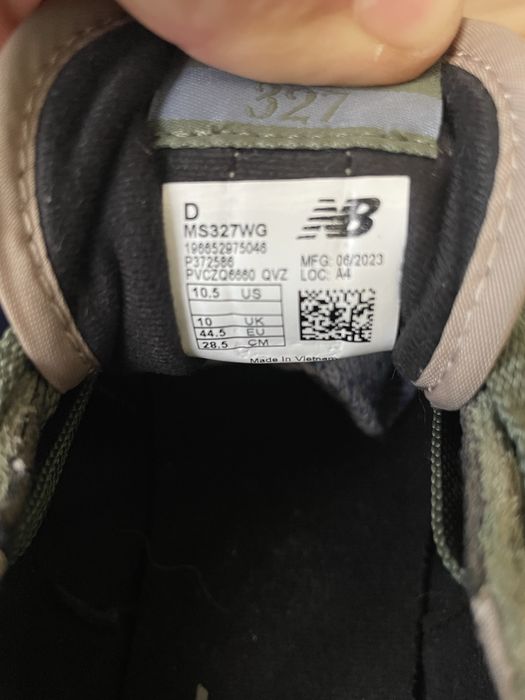 327
D
NB
MS327WG
196652975046
P372586 MFG: 06/2023
PVCZQ6660 QVZ LOC: A4
10.5 US
10 UK
44.5 EU
28.5 CM
Made In Vietnam